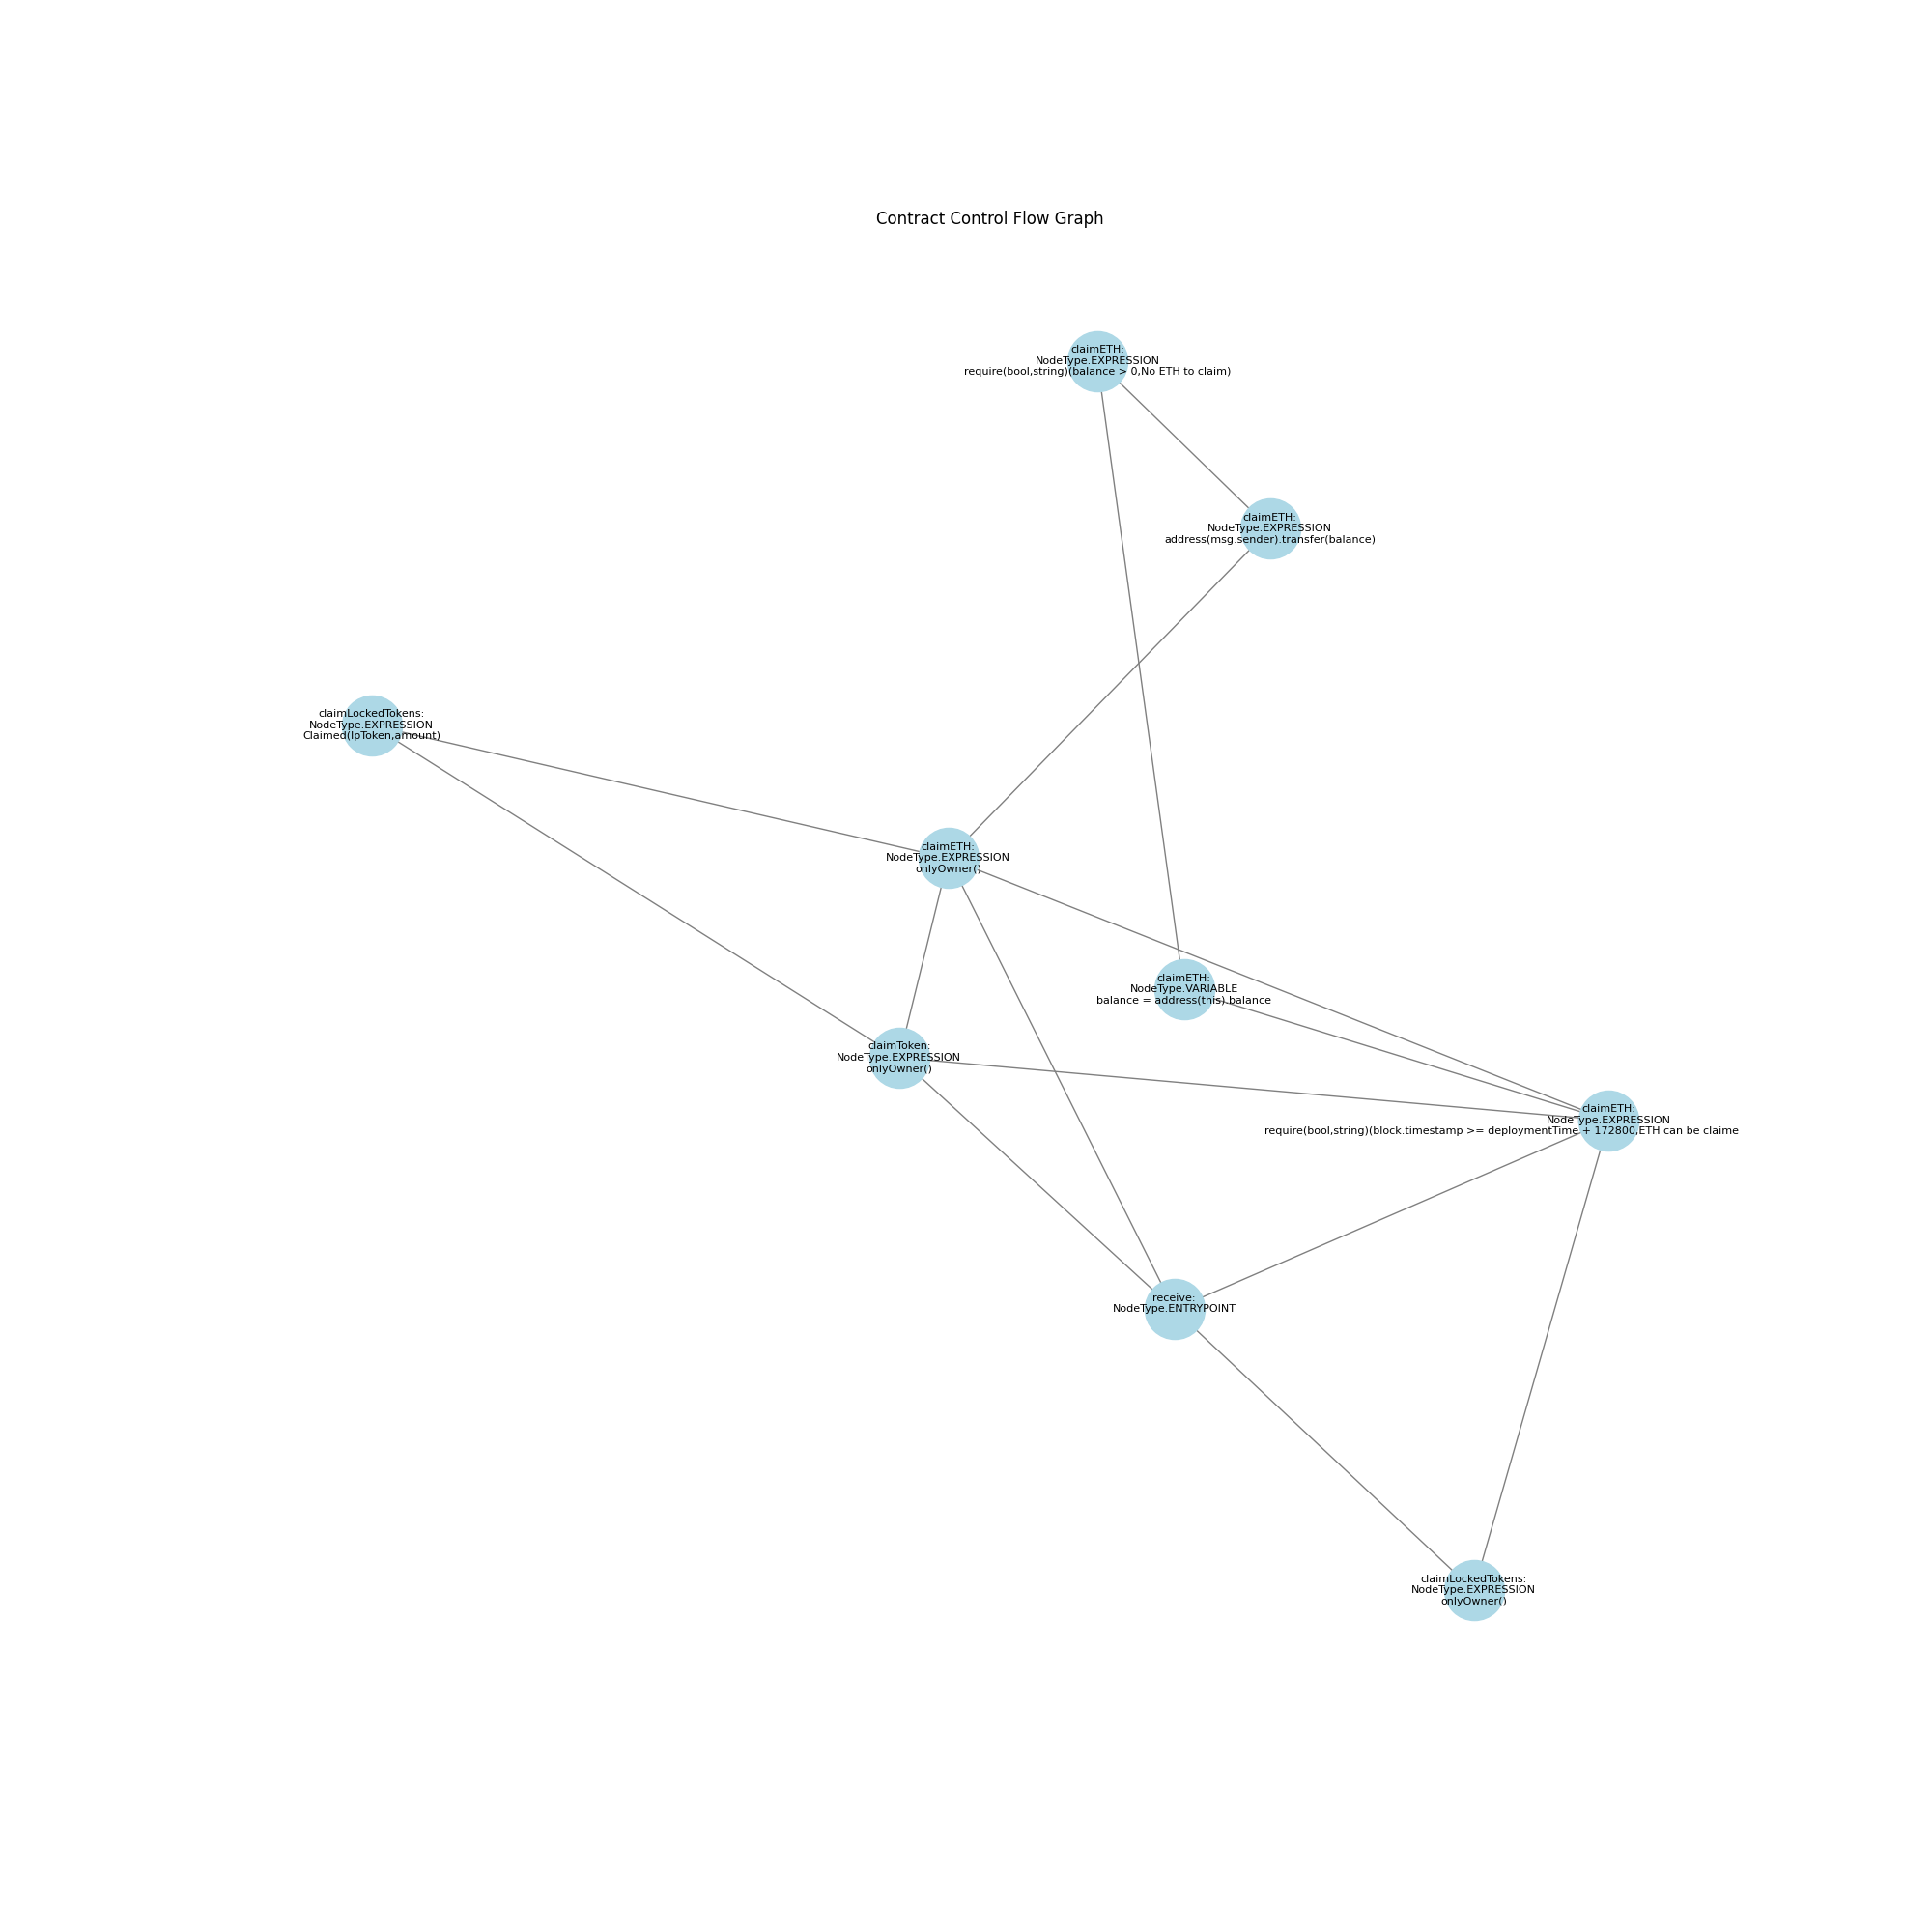 Contract Control Flow Graph
claimETH:
NodeType.EXPRESSION
require(bool,string)(balance > 0,No ETH to claim)
claimETH:
NodeType.EXPRESSION
address(msg.sender).transfer(balance)
claimLockedTokens:
NodeType.EXPRESSION
Claimed(lpToken,amount)
claimETH:
NodeType.EXPRESSION
onlyOwner()
claimETH:
NodeType.VARIABLE
balance = address(this).balance
claimToken:
NodeType.EXPRESSION
onlyOwner()
claimETH:
NodeType.EXPRESSION
require(bool,string)(block.timestamp >= deploymentTime + 172800,ETH can be claime
receive:
NodeType.ENTRYPOINT
claimLockedTokens:
NodeType.EXPRESSION
onlyOwner()